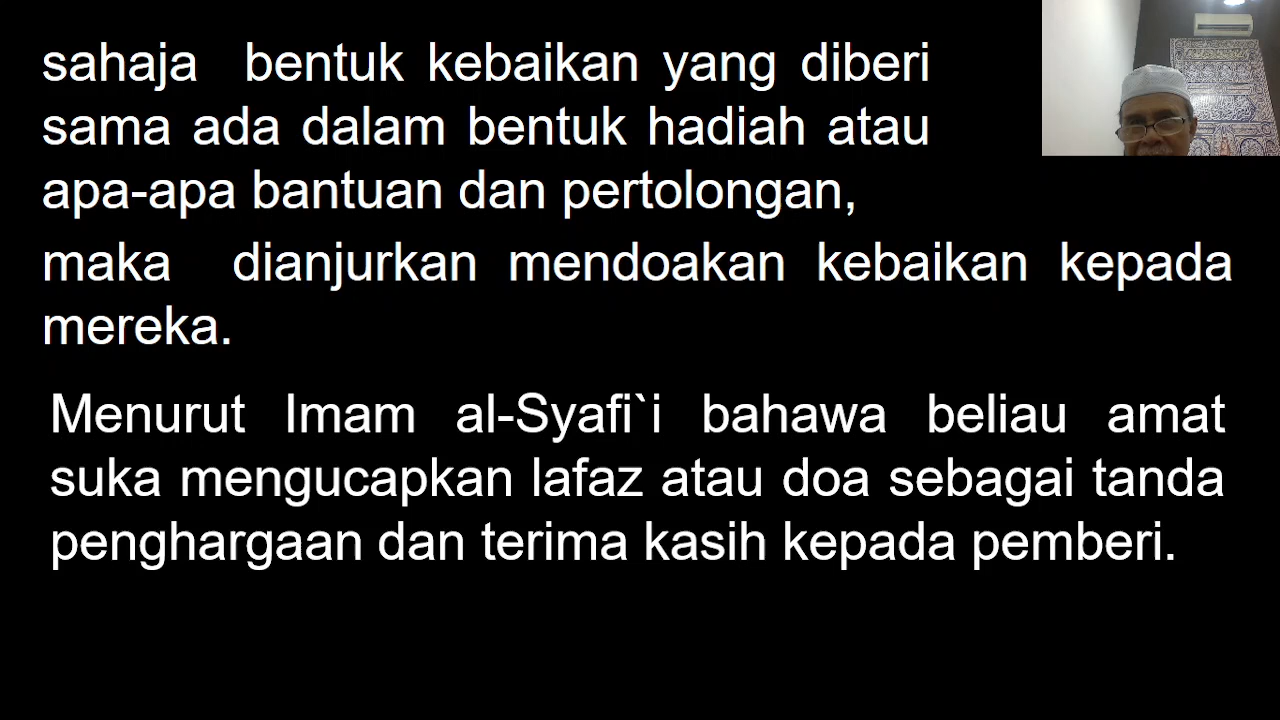 sahaja bentuk kebaikan yang diberi
sama ada dalam bentuk hadiah atau
apa-apa bantuan dan pertolongan,
maka dianjurkan mendoakan kebaikan kepada
mereka.
Menurut Imam al-Syafi`i bahawa beliau amat
suka mengucapkan lafaz atau doa sebagai tanda
penghargaan dan terima kasih kepada pemberi.